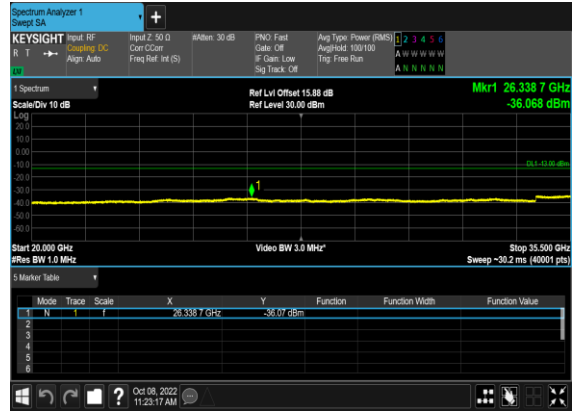 Spectrum Analyzer 1
Swept SA
+
KEYSIGHT Input: RF Input Z: 50 Ω #Atten: 30 dB PNO: Fast Avg Type: Power (RMS) 1 2 3 4 5 6
R T Coupling: DC Corr CCorr Gate: Off Avg|Hold: 100/100 A W W W W W
Align: Auto Freq Ref: Int (S) IF Gain: Low Trig: Free Run
Sig Track: Off A N N N N N
1 Spectrum Ref Lvl Offset 15.88 dB Mkr1 26.338 7 GHz
Scale/Div 10 dB Ref Level 30.00 dBm -36.068 dBm
Log
20.0
10.0
0.00
-10.0 DL1 -13.00 dBm
-20.0
-30.0 1
-40.0
-50.0
-60.0
Start 20.000 GHz Video BW 3.0 MHz* Stop 35.500 GHz
#Res BW 1.0 MHz Sweep ~30.2 ms (40001 pts)
5 Marker Table
Mode Trace Scale X Y Function Function Width Function Value
1 N 1 f 26.338 7 GHz -36.07 dBm
2
3
4
5
6
? Oct 08, 2022
11:23:17 AM